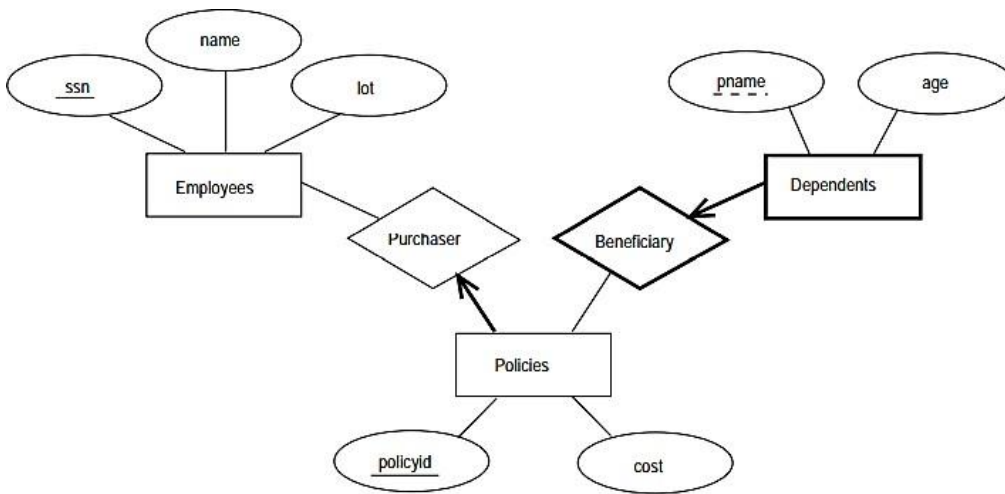 name
ssn
lot
pname
age
Employees
Dependents
Purchaser
Beneficiary
Policies
policyid
cost